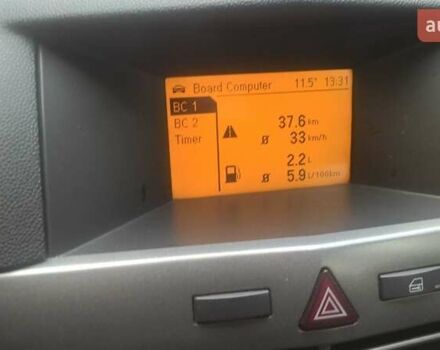 Board Computer 11.5° 13:31
BC 1
BC 2
Timer
37.6 km
Ø 33 km/h
2.2 L
Ø 5.9 L/100km